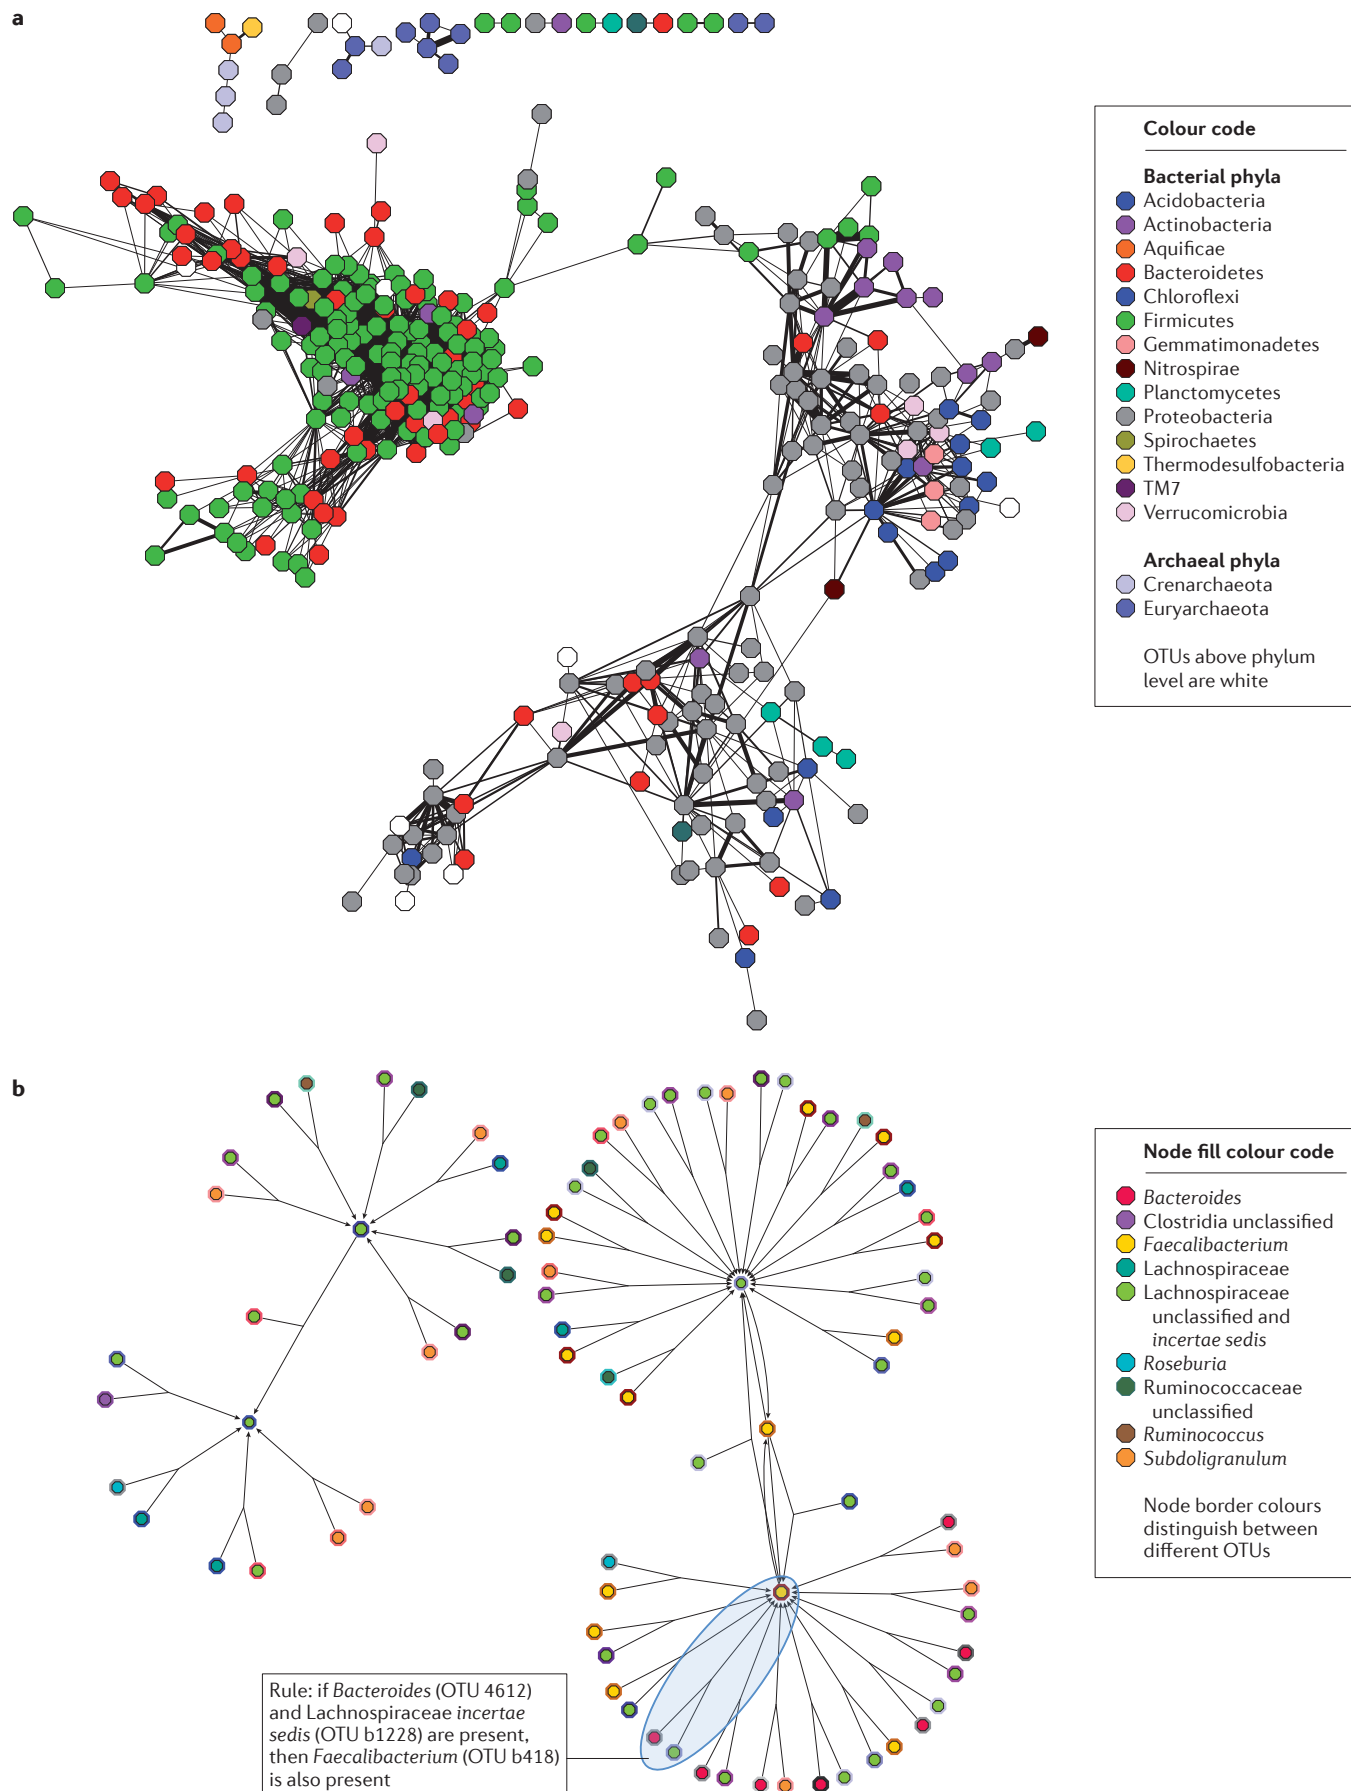 a
Colour code
Bacterial phyla
Acidobacteria
Actinobacteria
Aquificae
Bacteroidetes
Chloroflexi
Firmicutes
Gemmatimonadetes
Nitrospirae
Planctomycetes
Proteobacteria
Spirochaetes
Thermodesulfobacteria
TM7
Verrucomicrobia
Archaeal phyla
Crenarchaeota
Euryarchaeota
OTUs above phylum
level are white
b
Node fill colour code
Bacteroides
Clostridia unclassified
Faecalibacterium
Lachnospiraceae
Lachnospiraceae
unclassified and
incertae sedis
Roseburia
Ruminococcaceae
unclassified
Ruminococcus
Subdoligranulum
Node border colours
distinguish between
different OTUs
Rule: if Bacteroides (OTU 4612)
and Lachnospiraceae incertae
sedis (OTU b1228) are present,
then Faecalibacterium (OTU b418)
is also present